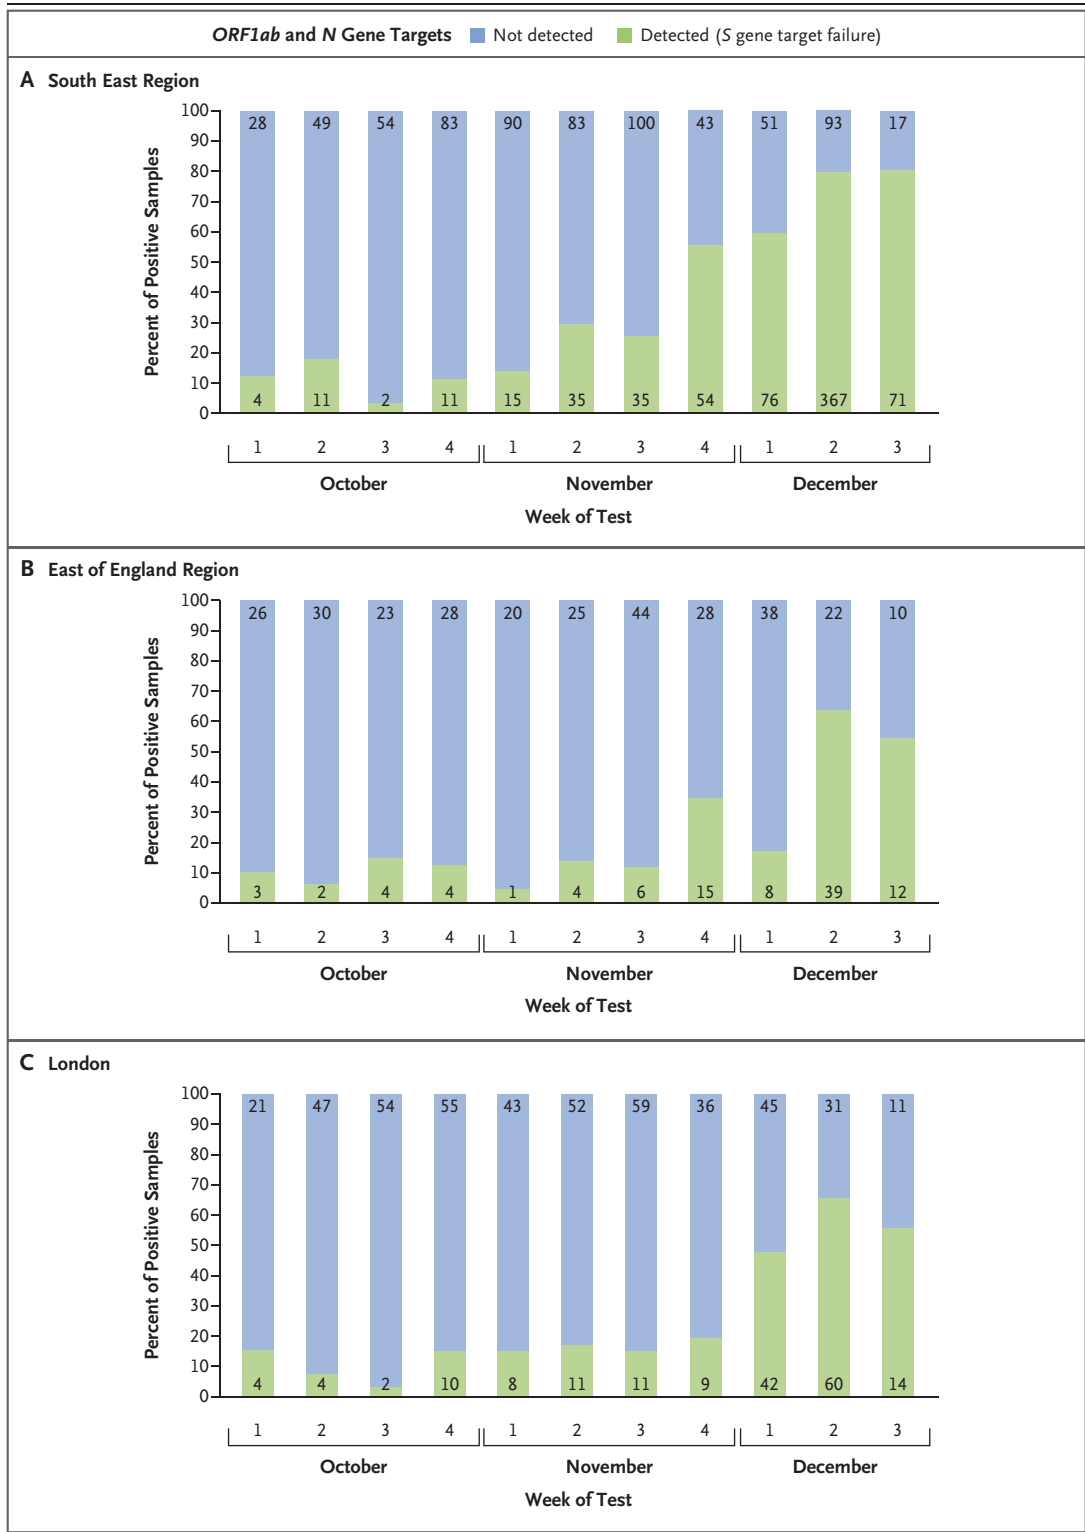 ORF1ab and N Gene Targets Not detected Detected (S gene target failure)
A South East Region
Percent of Positive Samples
100
90
80
70
60
50
40
30
20
10
0
28 49 54 83 90 83 100 43 51 93 17
4 11 2 11 15 35 35 54 76 367 71
1 2 3 4 1 2 3 4 1 2 3
October November December
Week of Test
B East of England Region
Percent of Positive Samples
100
90
80
70
60
50
40
30
20
10
0
26 30 23 28 20 25 44 28 38 22 10
3 2 4 4 1 4 6 15 8 39 12
1 2 3 4 1 2 3 4 1 2 3
October November December
Week of Test
C London
Percent of Positive Samples
100
90
80
70
60
50
40
30
20
10
0
21 47 54 55 43 52 59 36 45 31 11
4 4 2 10 8 11 11 9 42 60 14
1 2 3 4 1 2 3 4 1 2 3
October November December
Week of Test